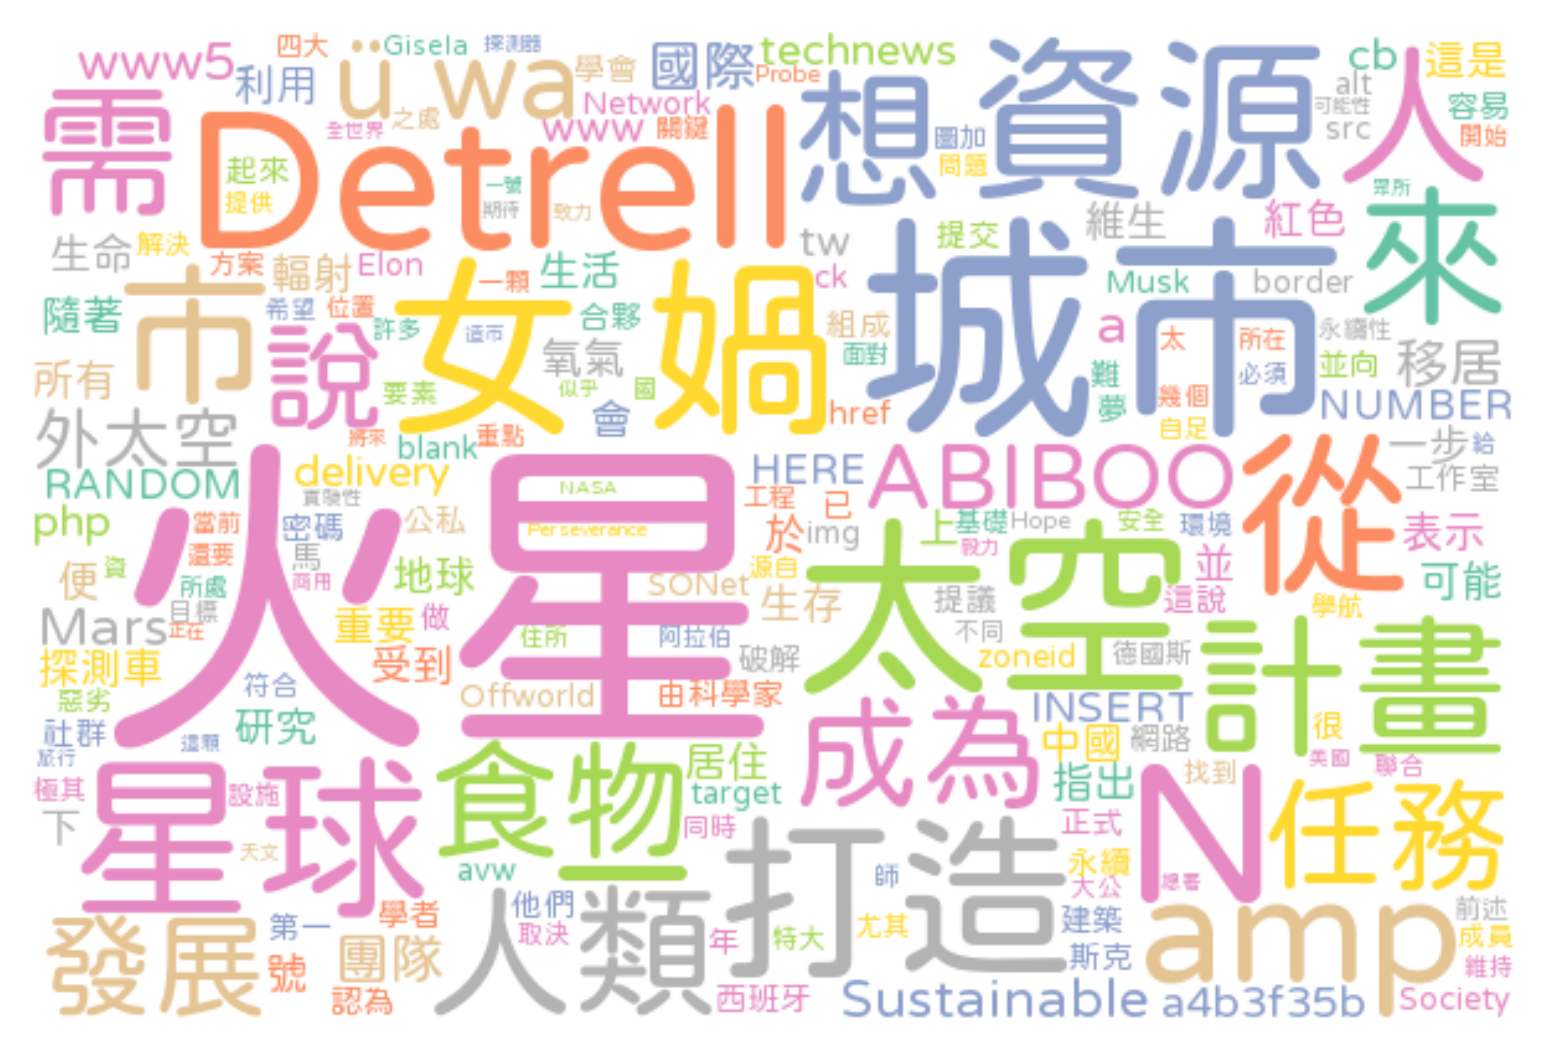 www5
四大
Gisela
探測器
國際
technews
cb
這是
利用
ü
wa
學會
Probe
想
資源
alt
人
需
Detrell
Network
www
關鍵
全世界
之處
圖加
問題
可能性
src
容易
開始
起來
提供
一號
期待
致力
眾所
來
生命
解決
方案
輻射
Elon
一顆
生活
tw
ck
提交
維生
紅色
城市
Musk
border
市
隨著
希望
位置
許多
女媧
造市
合夥
氧氣
組成
面對
a
太
所在
永續性
說
所有
要素
似乎
國
會
href
難
夢
幾個
必須
並向
移居
自足
NUMBER
外太空
將來
blank
重點
RANDOM
delivery
HERE
ABIBOO
從
一步
給
工作室
實驗性
NASA
工程
已
php
當前
密碼
公私
Perseverance
於
img
上
基礎
Hope
安全
環境
表示
火星
還要
馬
便
資
所處
商用
地球
SONet
源自
生存
太空
毅力
並
可能
提議
這說
學航
Mars
目標
正在
重要
做
住所
阿拉伯
不同
計畫
探測車
受到
破解
zoneid
德國斯
惡劣
符合
Offworld
由科學家
INSERT
很
社群
這顆
研究
成為
中國
網路
旅行
食物
居住
指出
找到
美國
聯合
極其
星球
設施
target
N
任務
下
天文
同時
打造
正式
avw
師
永續
大公
總署
發展
第一
學者
人類
他們
取決
年
特大
尤其
建築
amp
前述
成員
號
團隊
斯克
維持
認為
西班牙
Sustainable
a4b3f35b
Society